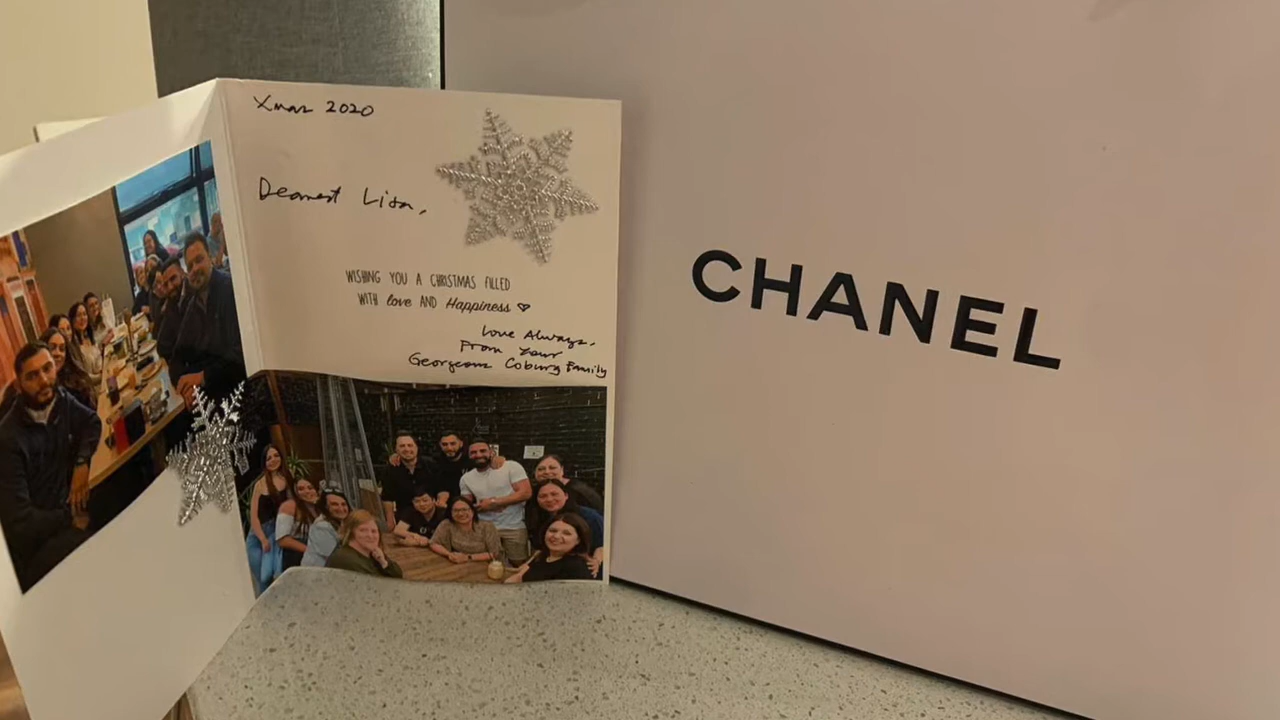 Xmas 2020
Dearest Lisa,
WISHING YOU A CHRISTMAS FILLED
WITH love AND Happiness ♡
Love Always,
From Your
Georgeous Coburg Family
CHANEL